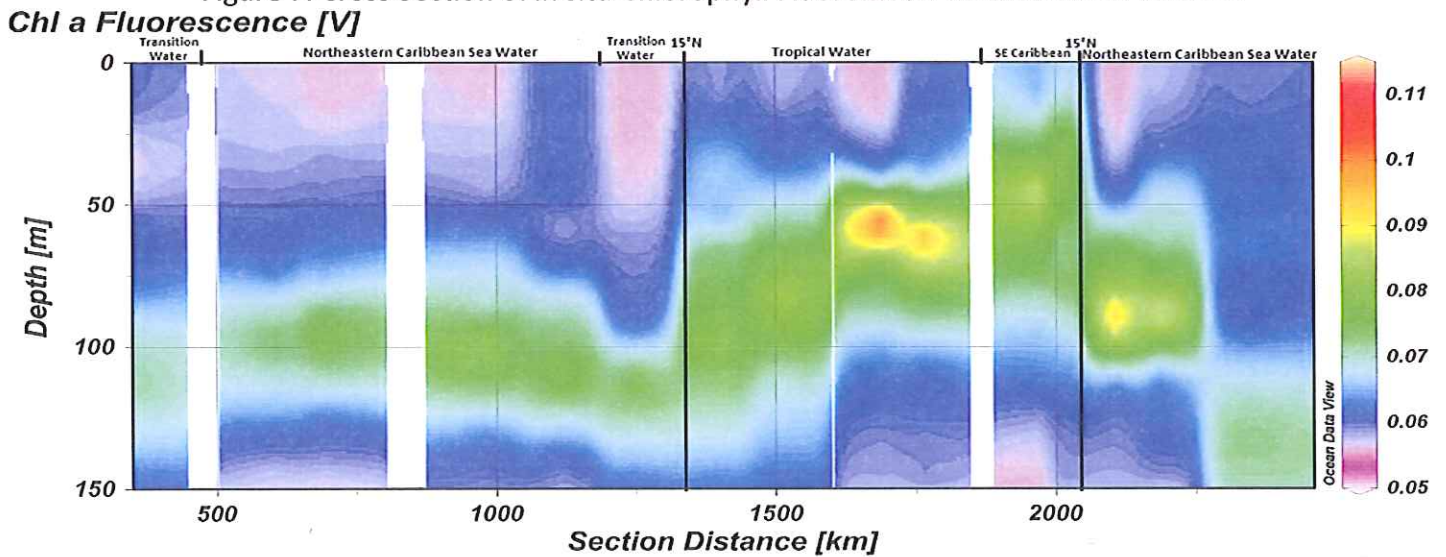 Chl a Fluorescence [V]
Transition Water
Northeastern Caribbean Sea Water
Transition Water
15°N
Tropical Water
SE Caribbean
15°N
Northeastern Caribbean Sea Water
0
50
100
150
Depth [m]
500
1000
1500
2000
Section Distance [km]
Ocean Data View
0.11
0.1
0.09
0.08
0.07
0.06
0.05